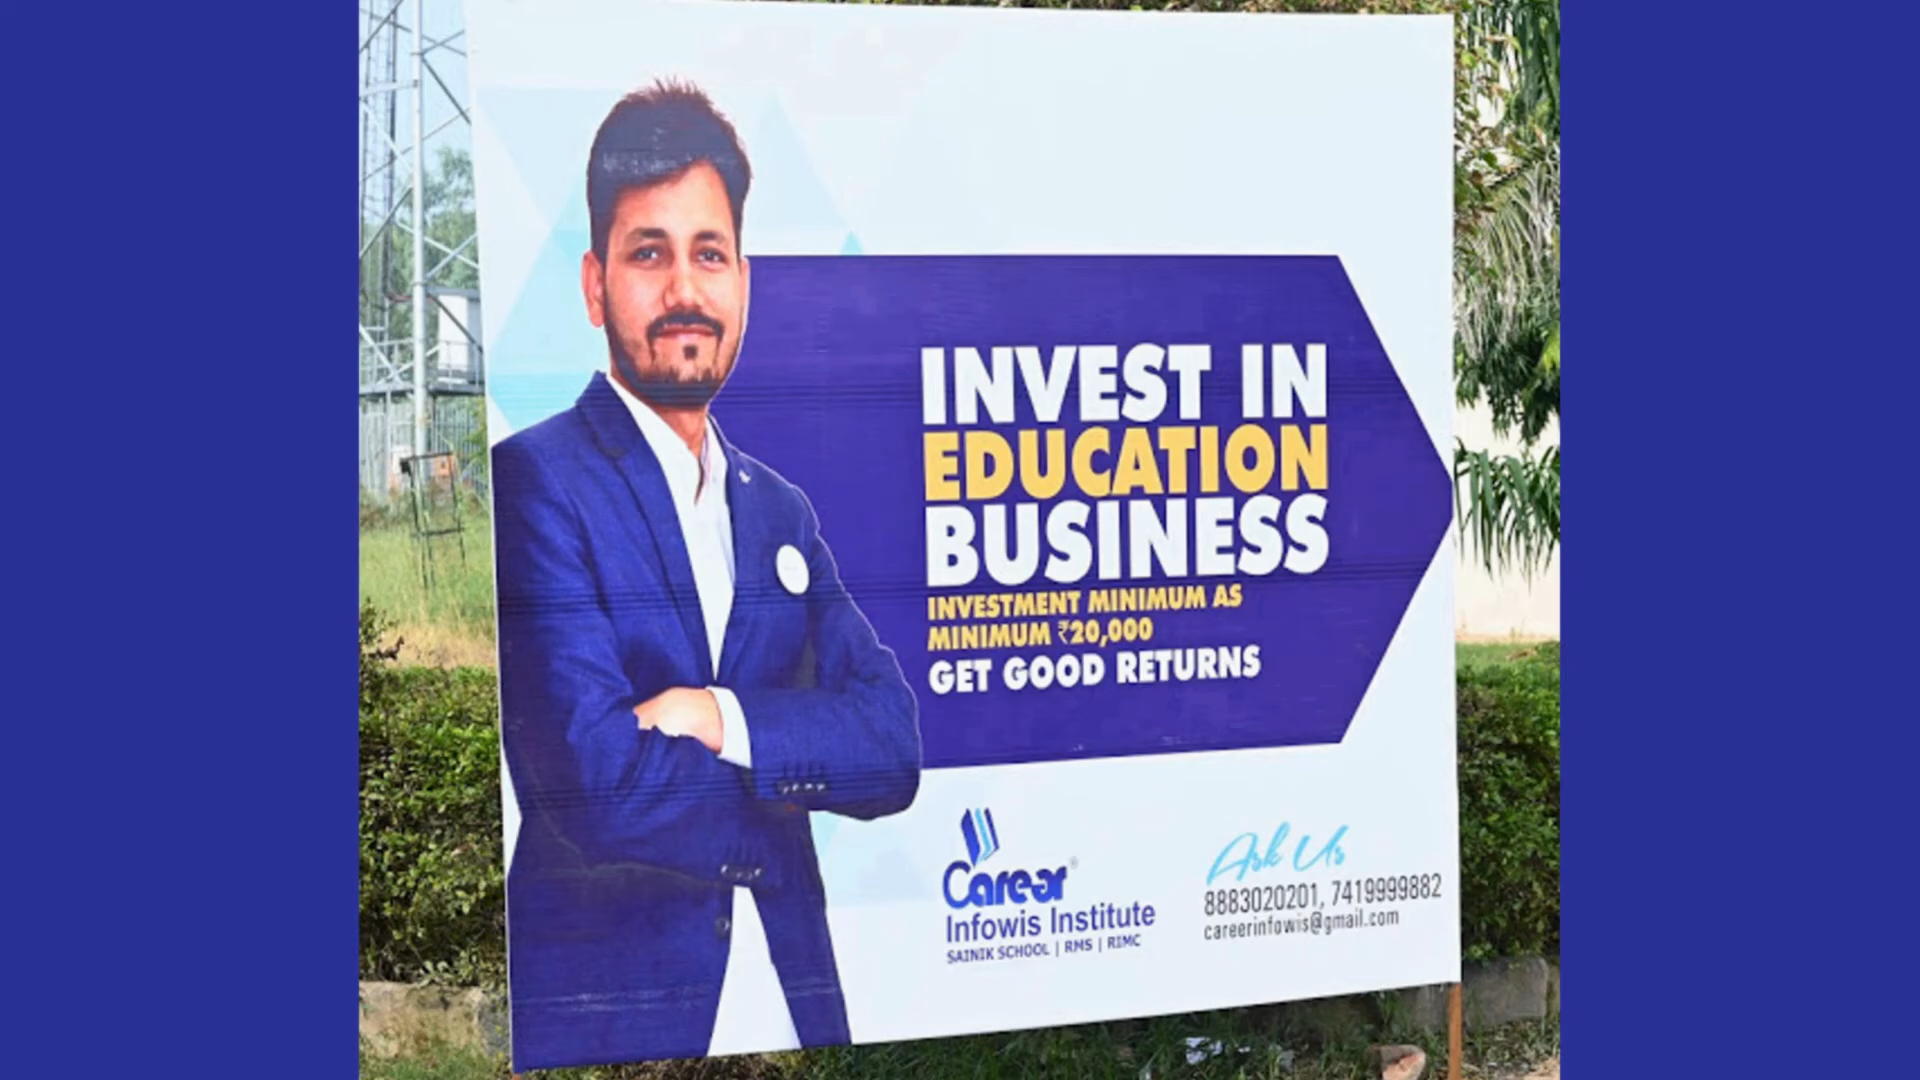 INVEST IN
EDUCATION
BUSINESS
INVESTMENT MINIMUM AS
MINIMUM ₹20,000
GET GOOD RETURNS
Career®
Infowis Institute
SAINIK SCHOOL | RMS | RIMC
Ask Us
8883020201, 7419999882
careerinfowis@gmail.com